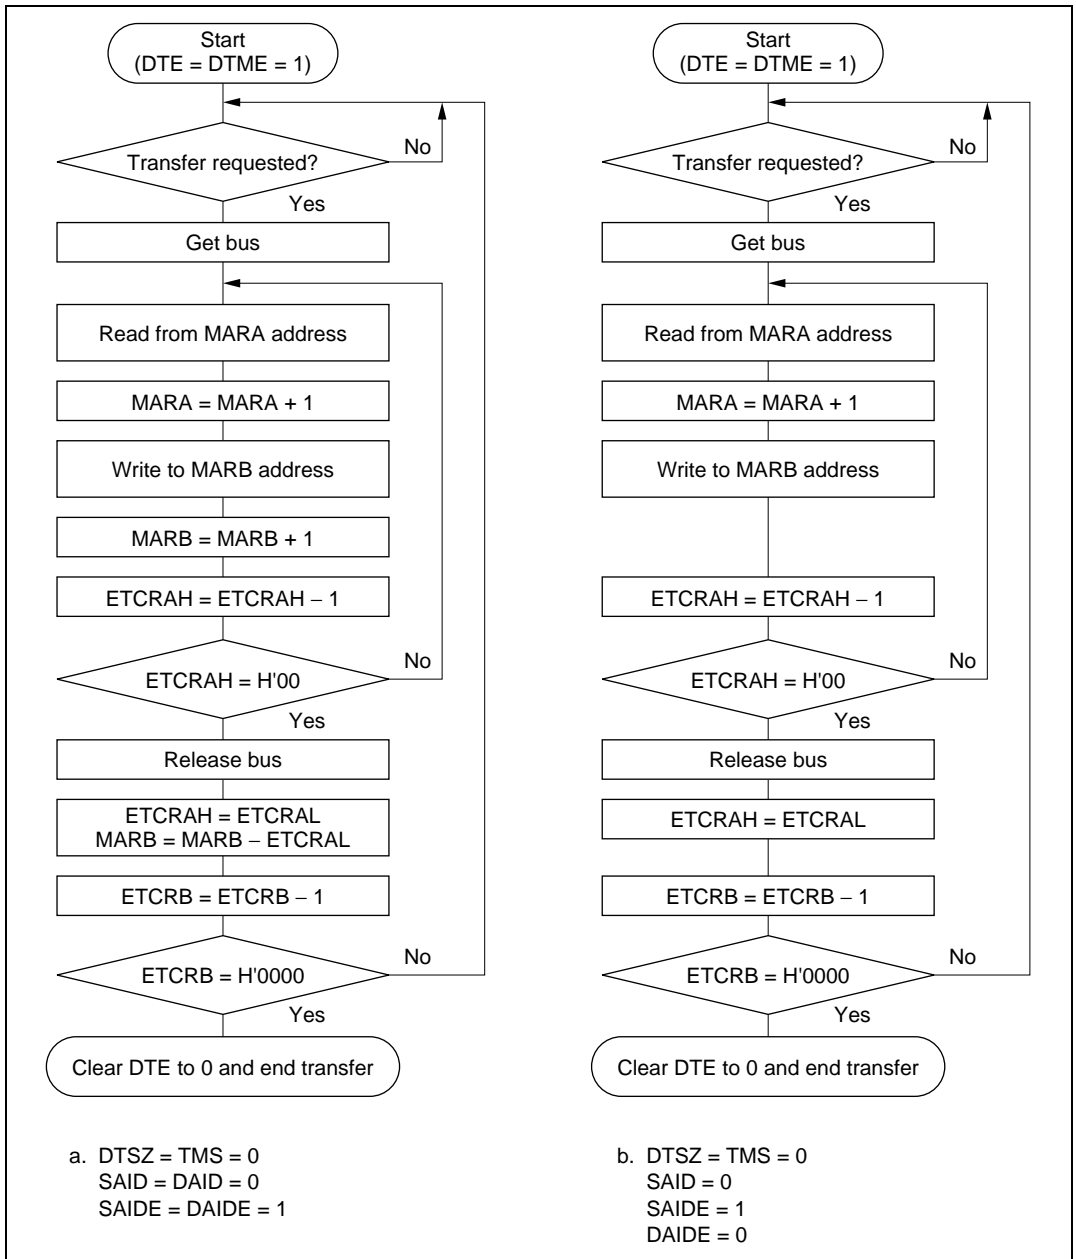 Start
(DTE = DTME = 1)
Transfer requested?
No
Yes
Get bus
Read from MARA address
MARA = MARA + 1
Write to MARB address
MARB = MARB + 1
ETCRAH = ETCRAH – 1
ETCRAH = H'00
No
Yes
Release bus
ETCRAH = ETCRAL
MARB = MARB – ETCRAL
ETCRB = ETCRB – 1
ETCRB = H'0000
No
Yes
Clear DTE to 0 and end transfer
a. DTSZ = TMS = 0
SAID = DAID = 0
SAIDE = DAIDE = 1
Start
(DTE = DTME = 1)
Transfer requested?
No
Yes
Get bus
Read from MARA address
MARA = MARA + 1
Write to MARB address
ETCRAH = ETCRAH – 1
ETCRAH = H'00
No
Yes
Release bus
ETCRAH = ETCRAL
ETCRB = ETCRB – 1
ETCRB = H'0000
No
Yes
Clear DTE to 0 and end transfer
b. DTSZ = TMS = 0
SAID = 0
SAIDE = 1
DAIDE = 0